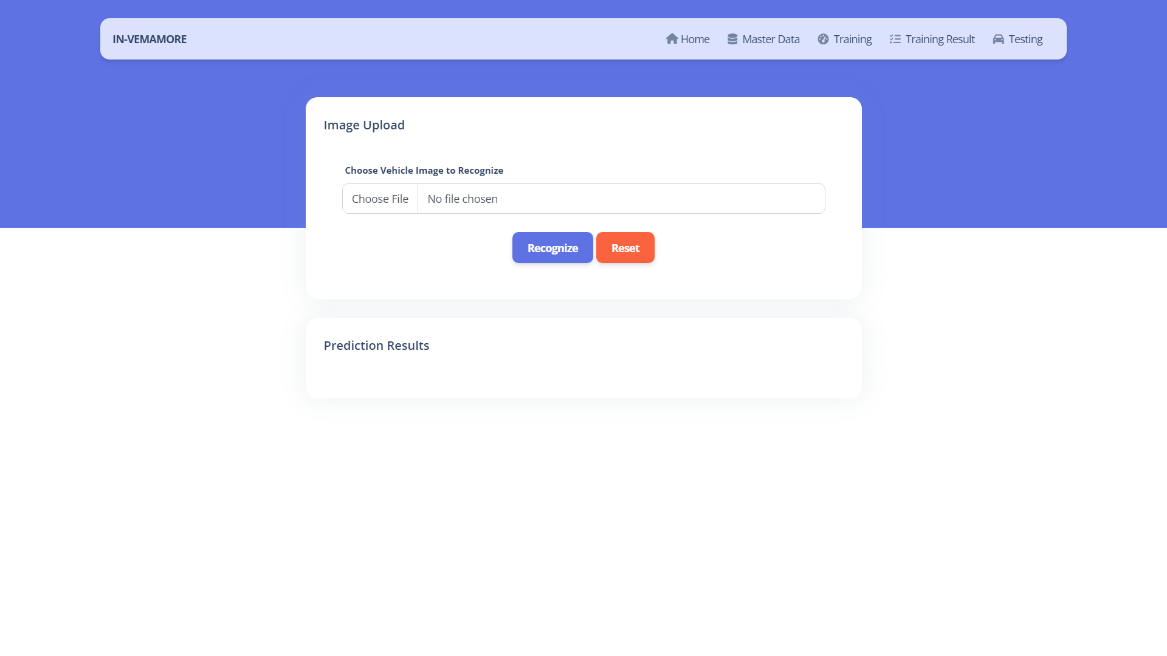 IN-VEMAMORE
Home Master Data Training Training Result Testing
Image Upload
Choose Vehicle Image to Recognize
Choose File No file chosen
Recognize Reset
Prediction Results